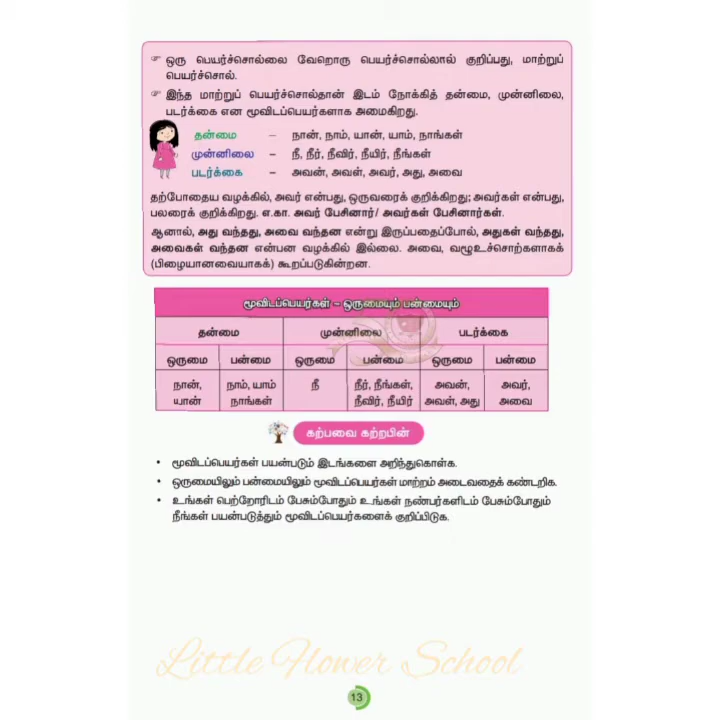 ☞ ஒரு பெயர்ச்சொல்லை வேறொரு பெயர்ச்சொல்லால் குறிப்பது, மாற்றுப்
பெயர்ச்சொல்.
☞ இந்த மாற்றுப் பெயர்ச்சொல்தான் இடம் நோக்கித் தன்மை, முன்னிலை,
படர்க்கை என மூவிடப்பெயர்களாக அமைகிறது.
தன்மை – நான், நாம், யான், யாம், நாங்கள்
முன்னிலை – நீ, நீர், நீவிர், நீயிர், நீங்கள்
படர்க்கை – அவன், அவள், அவர், அது, அவை
தற்போதைய வழக்கில், அவர் என்பது, ஒருவரைக் குறிக்கிறது; அவர்கள் என்பது,
பலரைக் குறிக்கிறது. எ.கா. அவர் பேசினார்/ அவர்கள் பேசினார்கள்.
ஆனால், அது வந்தது, அவை வந்தன என்று இருப்பதைப்போல், அதுகள் வந்தது,
அவைகள் வந்தன என்பன வழக்கில் இல்லை. அவை, வழூஉச்சொற்களாகக்
(பிழையானவையாகக்) கூறப்படுகின்றன.
மூவிடப்பெயர்கள் – ஒருமையும் பன்மையும்
தன்மை முன்னிலை படர்க்கை
ஒருமை பன்மை ஒருமை பன்மை ஒருமை பன்மை
நான், நாம், யாம் நீ நீர், நீங்கள், அவன், அவர்,
யான் நாங்கள் நீவிர், நீயிர் அவள், அது அவை
கற்பவை கற்றபின்
• மூவிடப்பெயர்கள் பயன்படும் இடங்களை அறிந்துகொள்க.
• ஒருமையிலும் பன்மையிலும் மூவிடப்பெயர்கள் மாற்றம் அடைவதைக் கண்டறிக.
• உங்கள் பெற்றோரிடம் பேசும்போதும் உங்கள் நண்பர்களிடம் பேசும்போதும்
நீங்கள் பயன்படுத்தும் மூவிடப்பெயர்களைக் குறிப்பிடுக.
Little Flower School
13